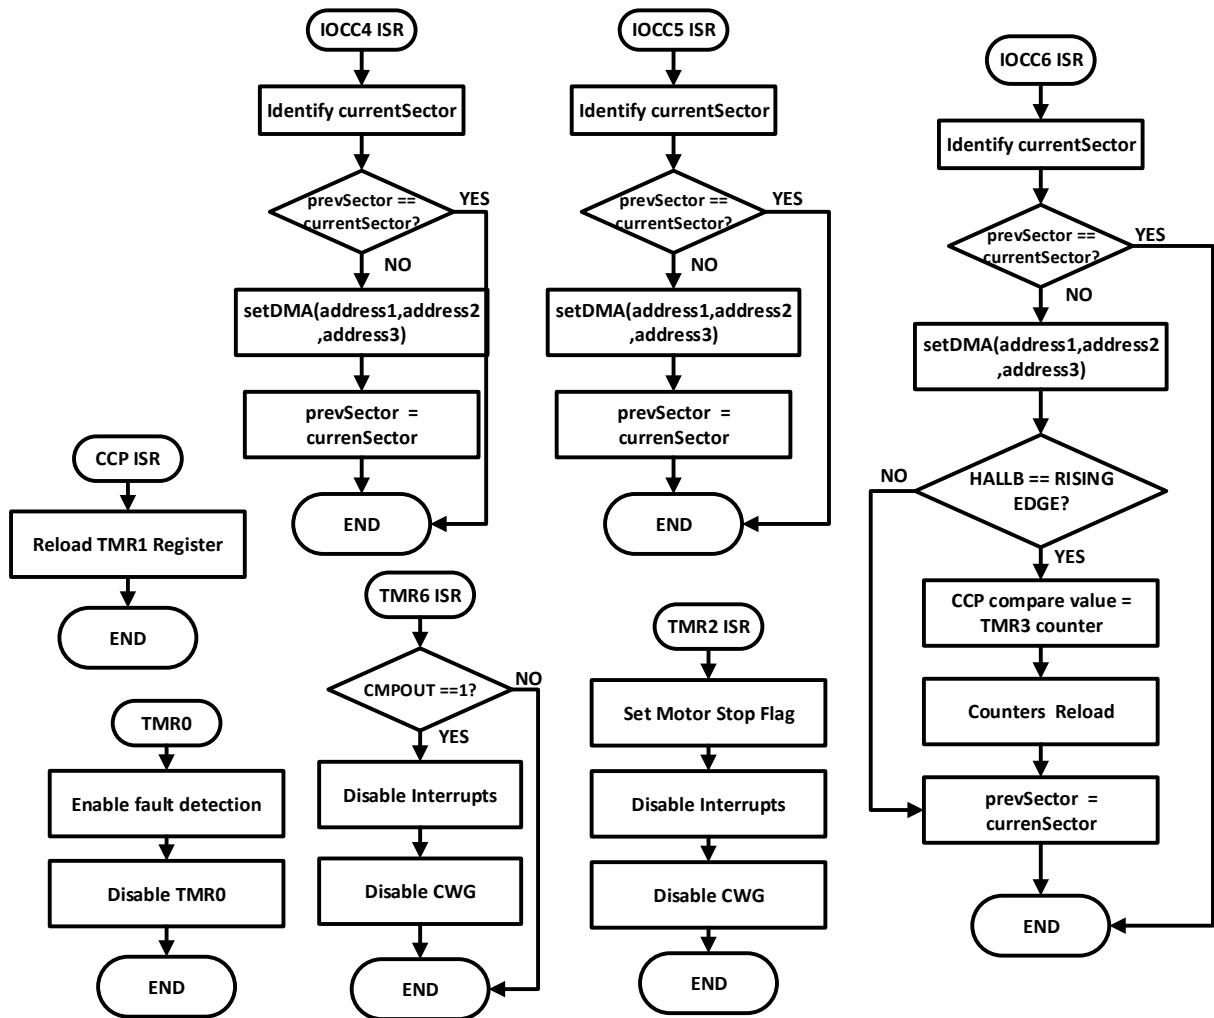 IOCC4 ISR
Identify currentSector
prevSector ==
currentSector?
YES
NO
setDMA(address1,address2
,address3)
prevSector =
currenSector
END
IOCC5 ISR
Identify currentSector
prevSector ==
currentSector?
YES
NO
setDMA(address1,address2
,address3)
prevSector =
currenSector
END
IOCC6 ISR
Identify currentSector
prevSector ==
currentSector?
YES
NO
setDMA(address1,address2
,address3)
HALLB == RISING
EDGE?
NO
YES
CCP compare value =
TMR3 counter
Counters Reload
prevSector =
currenSector
END
CCP ISR
Reload TMR1 Register
END
TMR0
Enable fault detection
Disable TMR0
END
TMR6 ISR
CMPOUT ==1?
NO
YES
Disable Interrupts
Disable CWG
END
TMR2 ISR
Set Motor Stop Flag
Disable Interrupts
Disable CWG
END